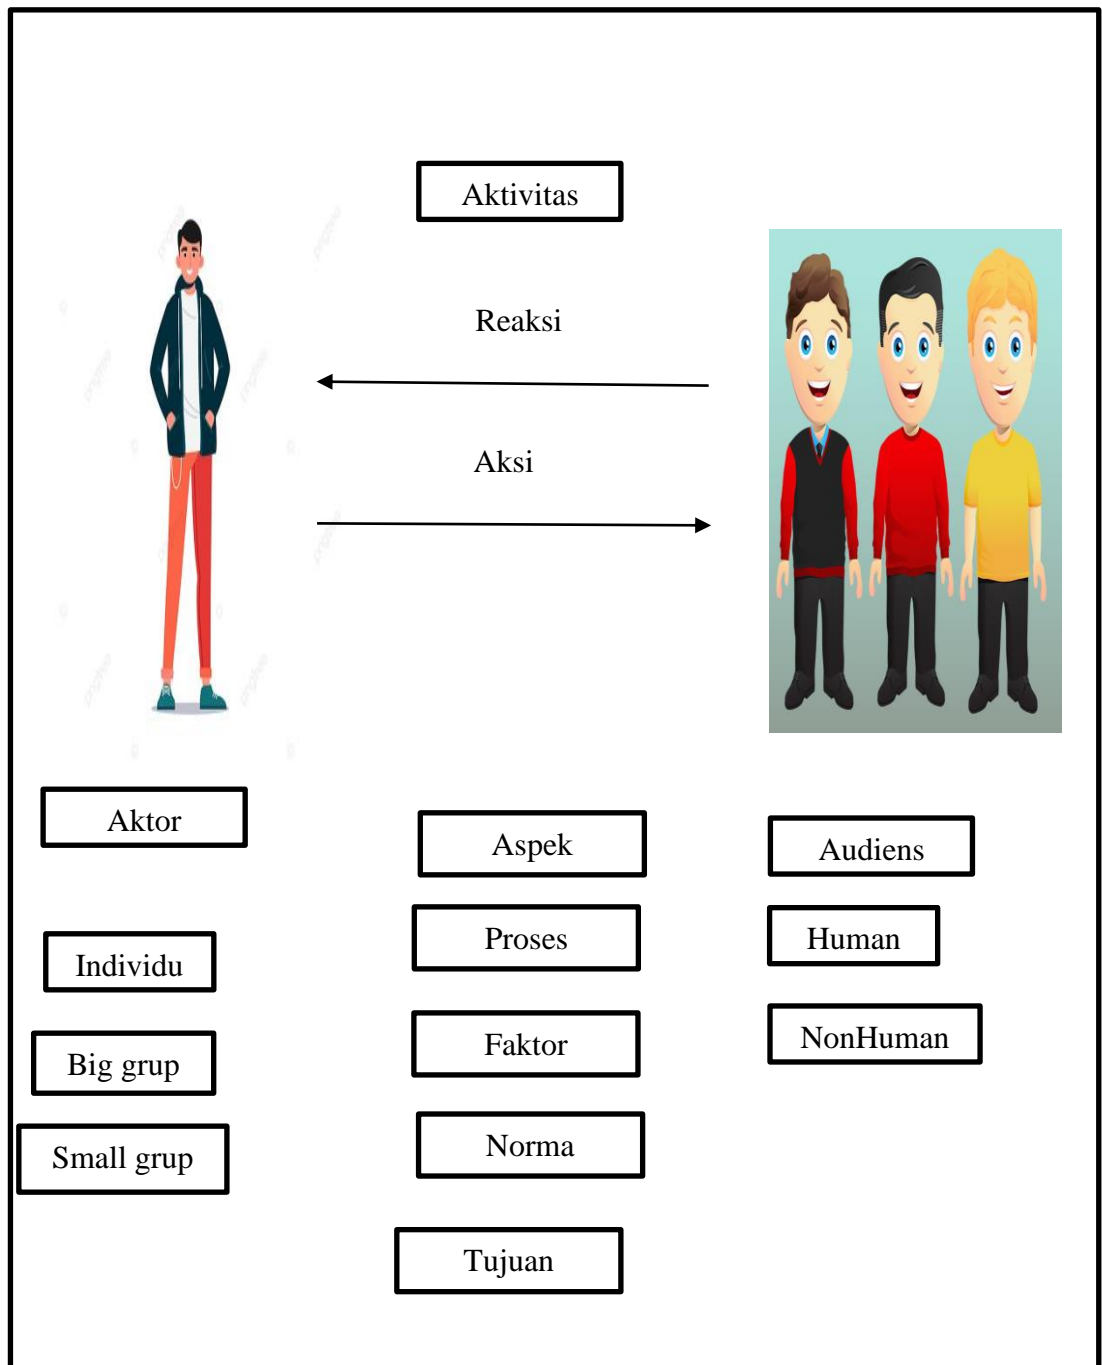 Aktivitas
Reaksi
Aksi
Aktor
Individu
Big grup
Small grup
Aspek
Proses
Faktor
Norma
Tujuan
Audiens
Human
NonHuman